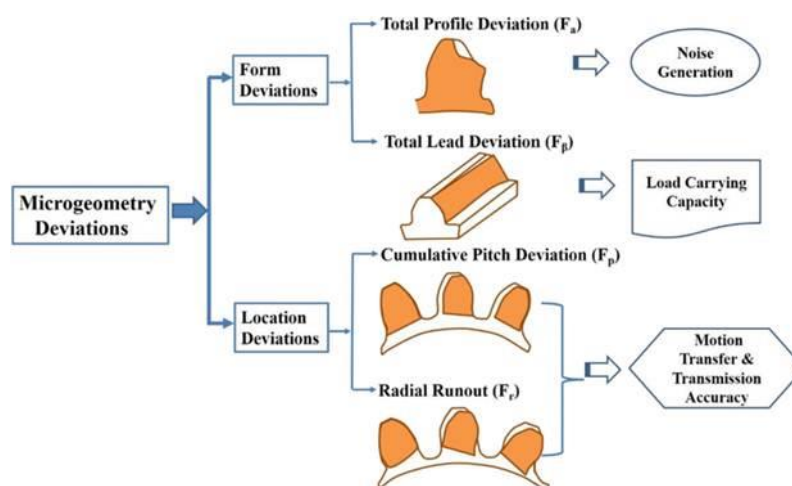 Total Profile Deviation (Fₐ)
Noise
Generation
Form
Deviations
Total Lead Deviation (Fᵦ)
Load Carrying
Capacity
Microgeometry
Deviations
Cumulative Pitch Deviation (Fₚ)
Location
Deviations
Motion
Transfer &
Transmission
Accuracy
Radial Runout (Fᵣ)